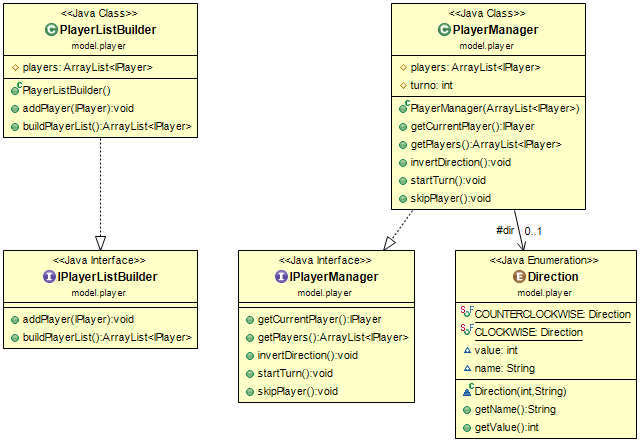 <<Java Class>>
PlayerListBuilder
model.player
players: ArrayList<IPlayer>
PlayerListBuilder()
addPlayer(IPlayer):void
buildPlayerList():ArrayList<IPlayer>
<<Java Class>>
PlayerManager
model.player
players: ArrayList<IPlayer>
turno: int
PlayerManager(ArrayList<IPlayer>)
getCurrentPlayer():IPlayer
getPlayers():ArrayList<IPlayer>
invertDirection():void
startTurn():void
skipPlayer():void
#dir
0..1
<<Java Interface>>
IPlayerListBuilder
model.player
addPlayer(IPlayer):void
buildPlayerList():ArrayList<IPlayer>
<<Java Interface>>
IPlayerManager
model.player
getCurrentPlayer():IPlayer
getPlayers():ArrayList<IPlayer>
invertDirection():void
startTurn():void
skipPlayer():void
<<Java Enumeration>>
Direction
model.player
COUNTERCLOCKWISE: Direction
CLOCKWISE: Direction
value: int
name: String
Direction(int,String)
getName():String
getValue():int